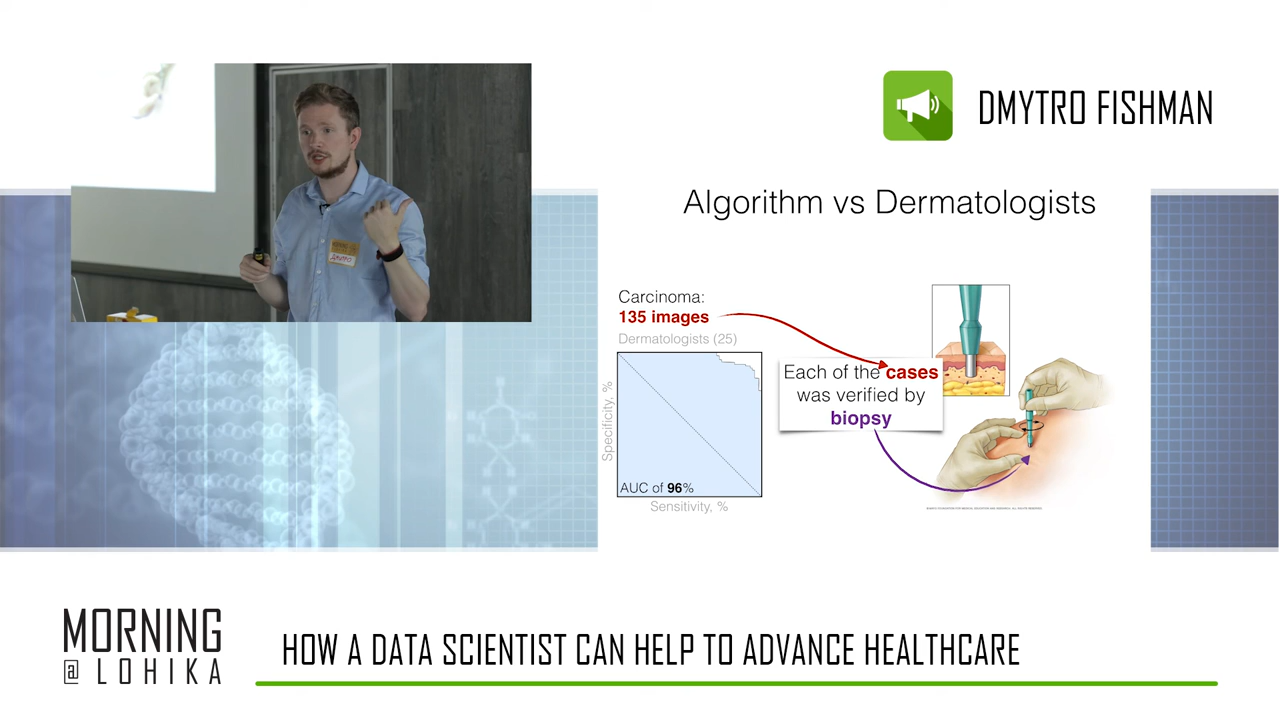 DMYTRO FISHMAN
Algorithm vs Dermatologists
Carcinoma:
135 images
Dermatologists (25)
Specificity, %
AUC of 96%
Sensitivity, %
Each of the cases
was verified by
biopsy
MORNING
@ LOHIKA
HOW A DATA SCIENTIST CAN HELP TO ADVANCE HEALTHCARE